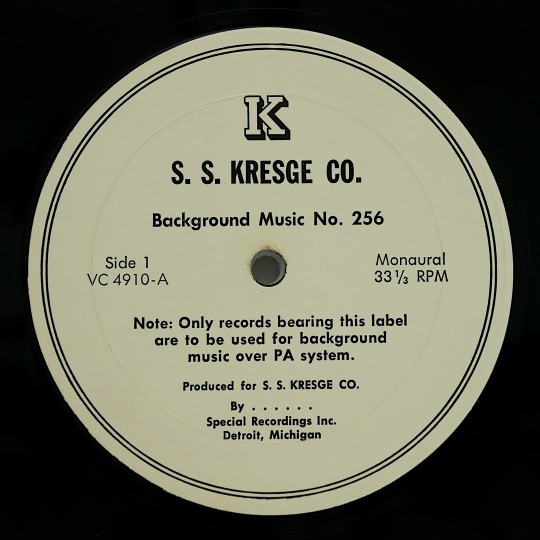 K
S. S. KRESGE CO.
Background Music No. 256
Side 1
VC 4910-A
Monaural
33 1/3 RPM
Note: Only records bearing this label
are to be used for background
music over PA system.
Produced for S. S. KRESGE CO.
By . . . . . .
Special Recordings Inc.
Detroit, Michigan